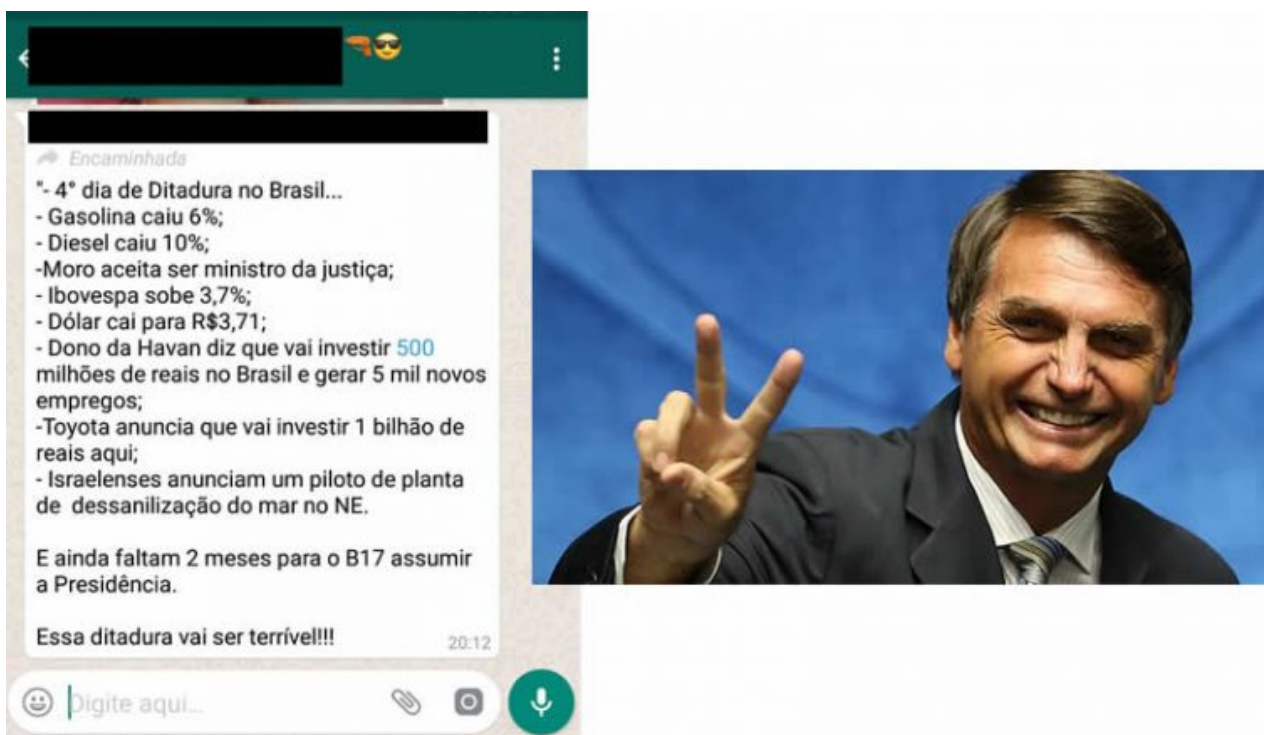 Encaminhada
"- 4° dia de Ditadura no Brasil...
- Gasolina caiu 6%;
- Diesel caiu 10%;
-Moro aceita ser ministro da justiça;
- Ibovespa sobe 3,7%;
- Dólar cai para R$3,71;
- Dono da Havan diz que vai investir 500
milhões de reais no Brasil e gerar 5 mil novos
empregos;
-Toyota anuncia que vai investir 1 bilhão de
reais aqui;
- Israelenses anunciam um piloto de planta
de dessanilização do mar no NE.
E ainda faltam 2 meses para o B17 assumir
a Presidência.
Essa ditadura vai ser terrível!!!
20:12
Digite aqui...